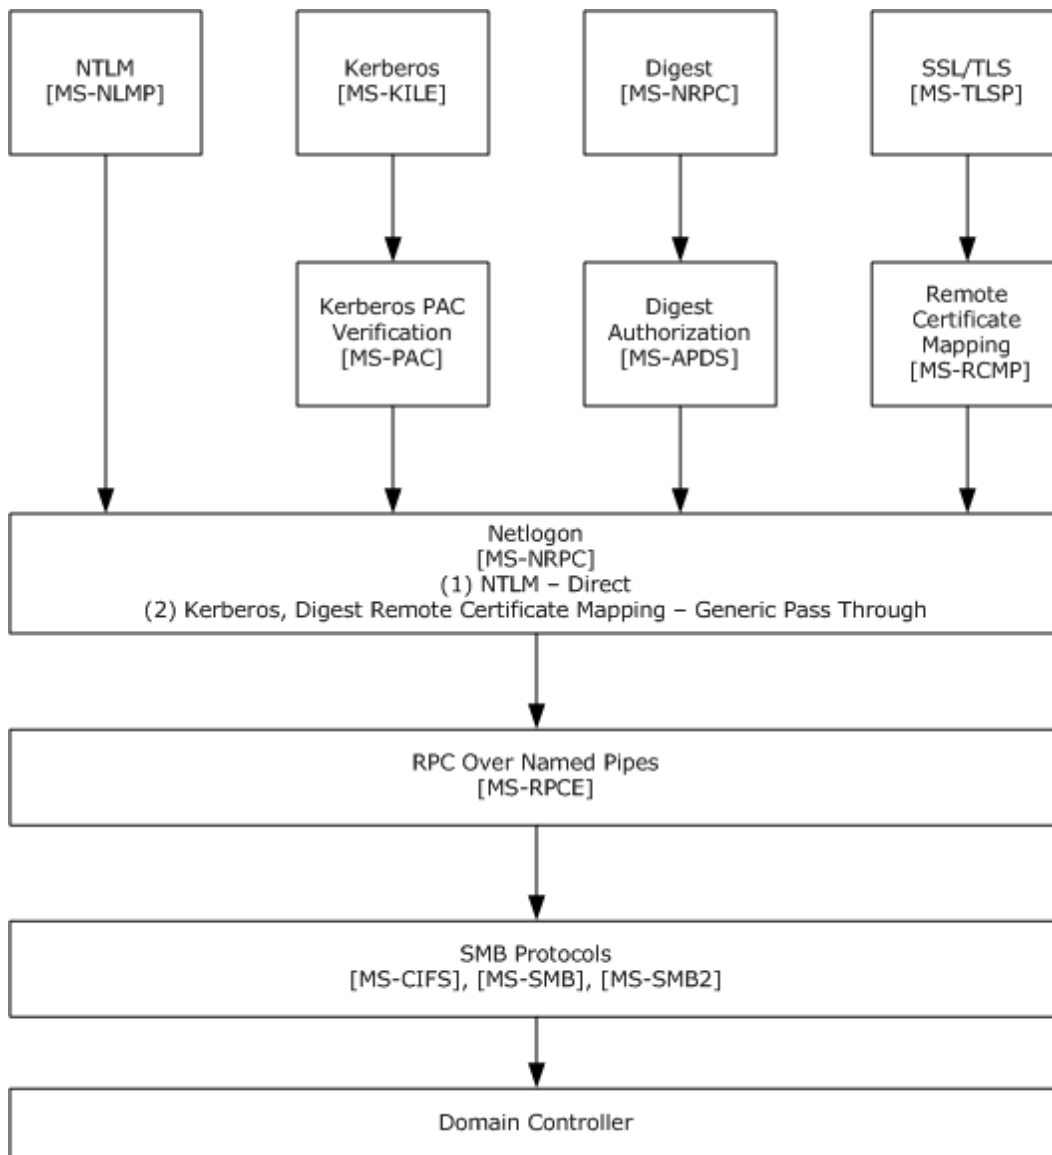 NTLM
[MS-NLMP]
Kerberos
[MS-KILE]
Digest
[MS-NRPC]
SSL/TLS
[MS-TLSP]
Kerberos PAC
Verification
[MS-PAC]
Digest
Authorization
[MS-APDS]
Remote
Certificate
Mapping
[MS-RCMP]
Netlogon
[MS-NRPC]
(1) NTLM – Direct
(2) Kerberos, Digest Remote Certificate Mapping – Generic Pass Through
RPC Over Named Pipes
[MS-RPCE]
SMB Protocols
[MS-CIFS], [MS-SMB], [MS-SMB2]
Domain Controller